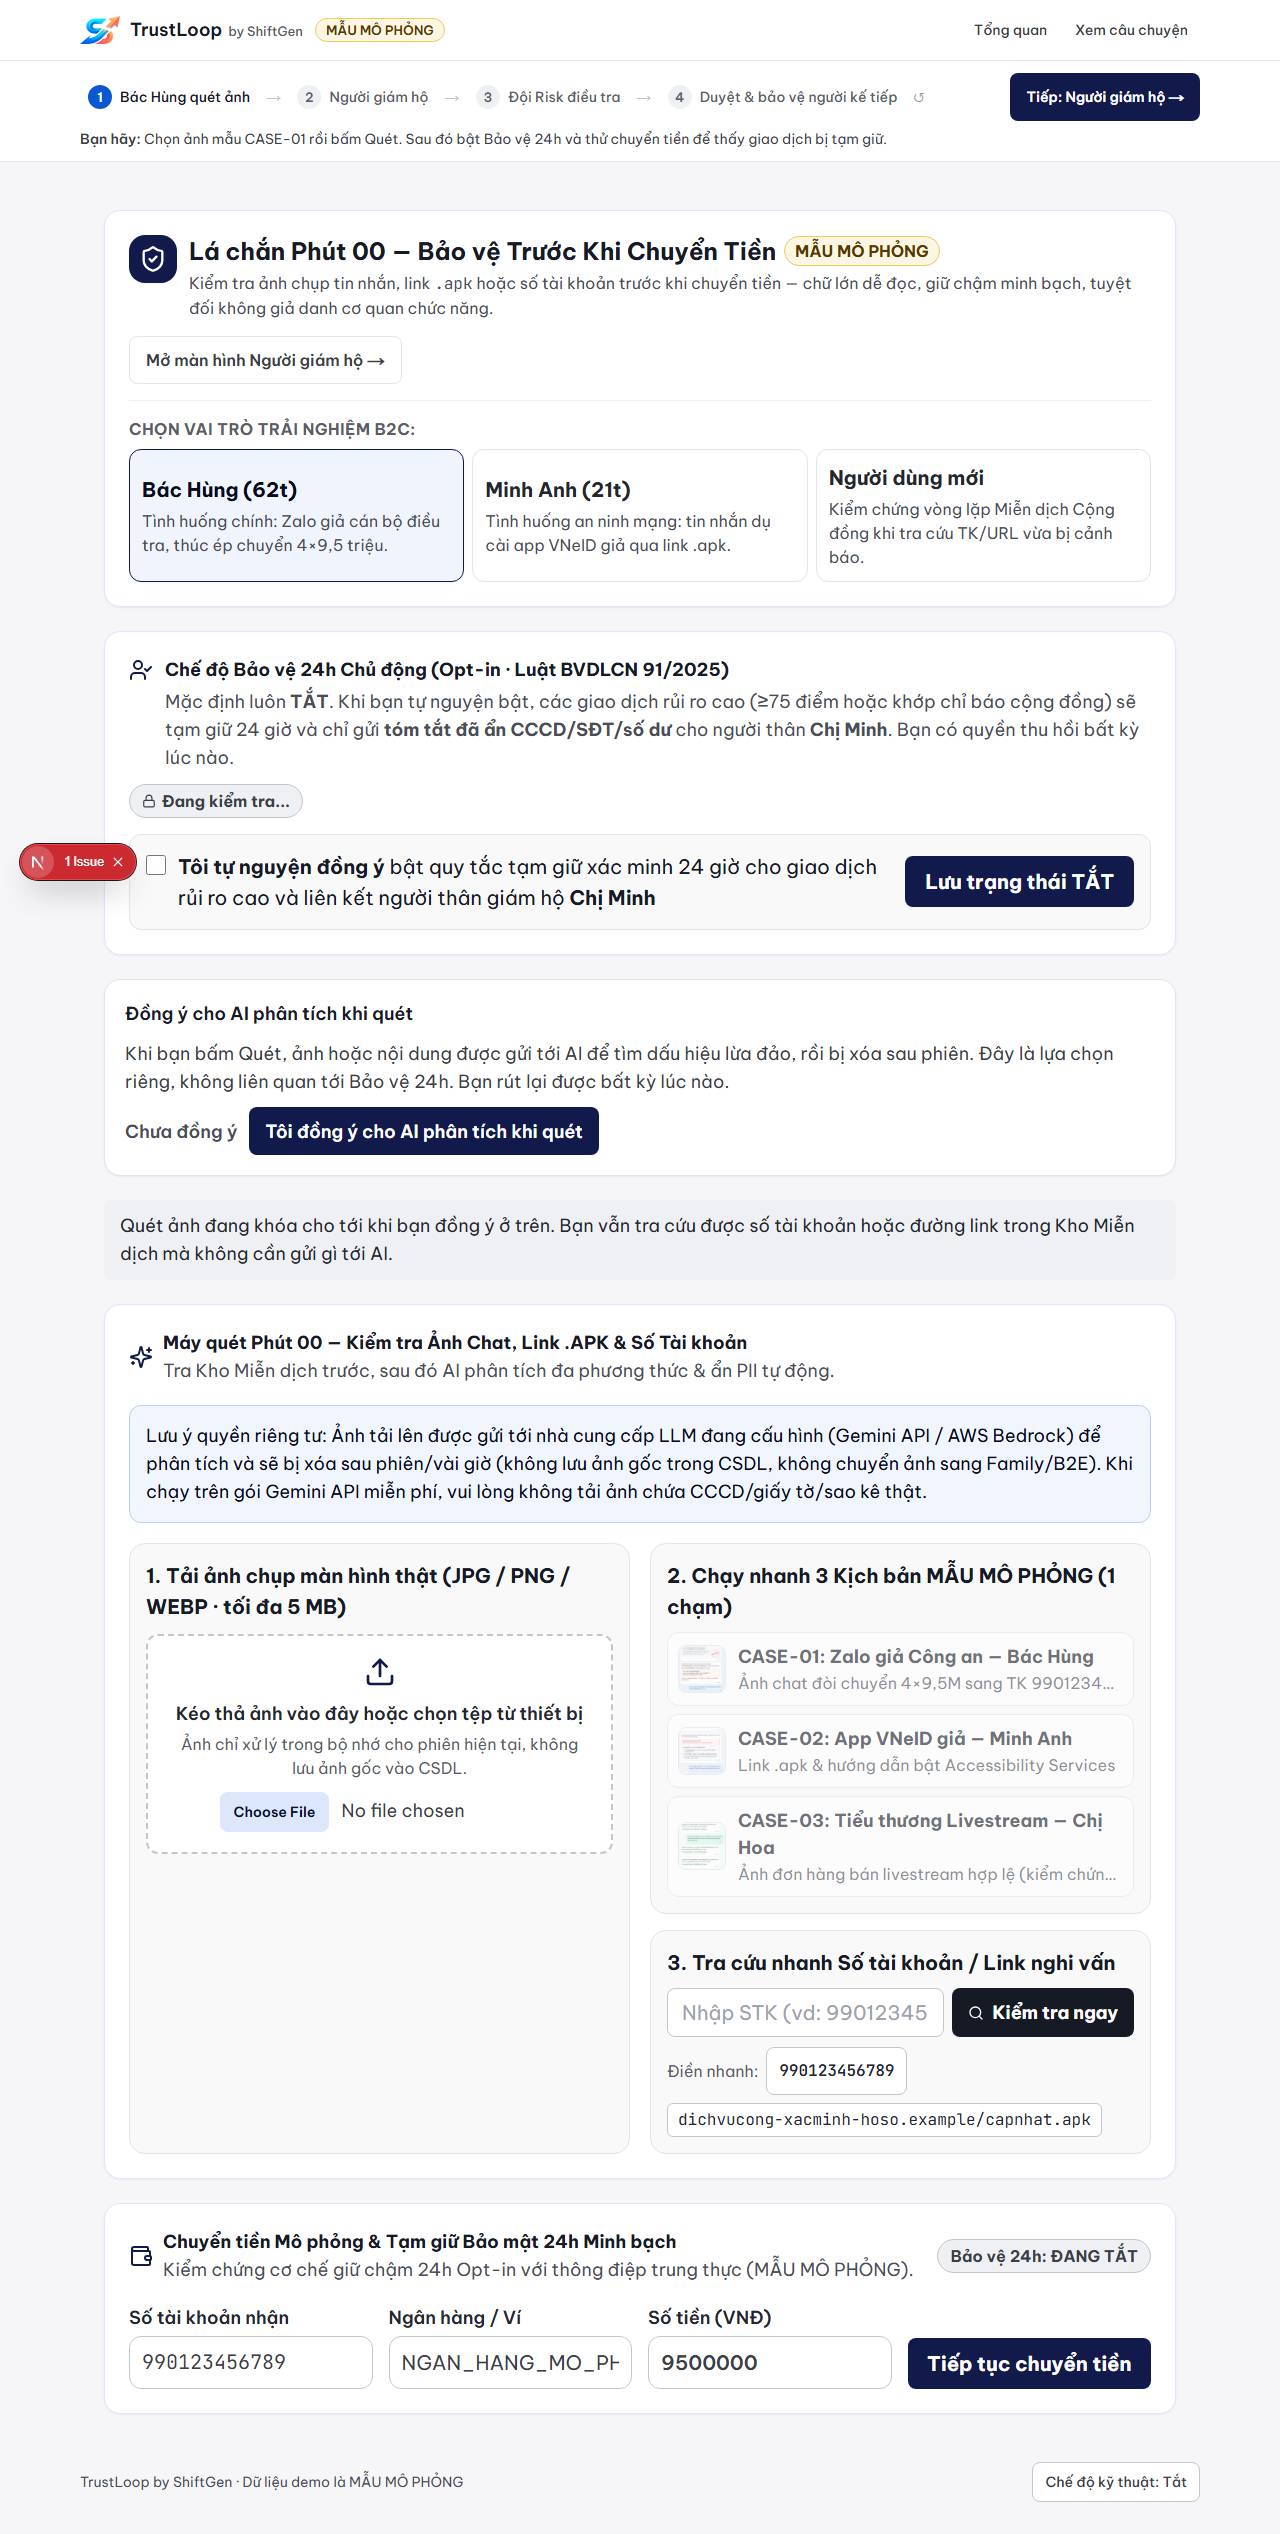 TrustLoop by ShiftGen MẪU MÔ PHỎNG
Tổng quan
Xem câu chuyện
1 Bác Hùng quét ảnh → 2 Người giám hộ → 3 Đội Risk điều tra → 4 Duyệt & bảo vệ người kế tiếp ↺
Tiếp: Người giám hộ →
Bạn hãy: Chọn ảnh mẫu CASE-01 rồi bấm Quét. Sau đó bật Bảo vệ 24h và thử chuyển tiền để thấy giao dịch bị tạm giữ.
Lá chắn Phút 00 — Bảo vệ Trước Khi Chuyển Tiền MẪU MÔ PHỎNG
Kiểm tra ảnh chụp tin nhắn, link .apk hoặc số tài khoản trước khi chuyển tiền — chữ lớn dễ đọc, giữ chậm minh bạch, tuyệt
đối không giả danh cơ quan chức năng.
Mở màn hình Người giám hộ →
CHỌN VAI TRÒ TRẢI NGHIỆM B2C:
Bác Hùng (62t)
Tình huống chính: Zalo giả cán bộ điều
tra, thúc ép chuyển 4×9,5 triệu.
Minh Anh (21t)
Tình huống an ninh mạng: tin nhắn dụ
cài app VNeID giả qua link .apk.
Người dùng mới
Kiểm chứng vòng lặp Miễn dịch Cộng
đồng khi tra cứu TK/URL vừa bị cảnh
báo.
Chế độ Bảo vệ 24h Chủ động (Opt-in · Luật BVDLCN 91/2025)
Mặc định luôn TẮT. Khi bạn tự nguyện bật, các giao dịch rủi ro cao (≥75 điểm hoặc khớp chỉ báo cộng đồng) sẽ
tạm giữ 24 giờ và chỉ gửi tóm tắt đã ẩn CCCD/SĐT/số dư cho người thân Chị Minh. Bạn có quyền thu hồi bất kỳ
lúc nào.
Đang kiểm tra...
N 1 Issue ×
Tôi tự nguyện đồng ý bật quy tắc tạm giữ xác minh 24 giờ cho giao dịch
rủi ro cao và liên kết người thân giám hộ Chị Minh
Lưu trạng thái TẮT
Đồng ý cho AI phân tích khi quét
Khi bạn bấm Quét, ảnh hoặc nội dung được gửi tới AI để tìm dấu hiệu lừa đảo, rồi bị xóa sau phiên. Đây là lựa chọn
riêng, không liên quan tới Bảo vệ 24h. Bạn rút lại được bất kỳ lúc nào.
Chưa đồng ý
Tôi đồng ý cho AI phân tích khi quét
Quét ảnh đang khóa cho tới khi bạn đồng ý ở trên. Bạn vẫn tra cứu được số tài khoản hoặc đường link trong Kho Miễn
dịch mà không cần gửi gì tới AI.
Máy quét Phút 00 — Kiểm tra Ảnh Chat, Link .APK & Số Tài khoản
Tra Kho Miễn dịch trước, sau đó AI phân tích đa phương thức & ẩn PII tự động.
Lưu ý quyền riêng tư: Ảnh tải lên được gửi tới nhà cung cấp LLM đang cấu hình (Gemini API / AWS Bedrock) để
phân tích và sẽ bị xóa sau phiên/vài giờ (không lưu ảnh gốc trong CSDL, không chuyển ảnh sang Family/B2E). Khi
chạy trên gói Gemini API miễn phí, vui lòng không tải ảnh chứa CCCD/giấy tờ/sao kê thật.
1. Tải ảnh chụp màn hình thật (JPG / PNG /
WEBP · tối đa 5 MB)
Kéo thả ảnh vào đây hoặc chọn tệp từ thiết bị
Ảnh chỉ xử lý trong bộ nhớ cho phiên hiện tại, không
lưu ảnh gốc vào CSDL.
Choose File No file chosen
2. Chạy nhanh 3 Kịch bản MẪU MÔ PHỎNG (1
chạm)
CASE-01: Zalo giả Công an — Bác Hùng
Ảnh chat đòi chuyển 4×9,5M sang TK 9901234...
CASE-02: App VNeID giả — Minh Anh
Link .apk & hướng dẫn bật Accessibility Services
CASE-03: Tiểu thương Livestream — Chị
Hoa
Ảnh đơn hàng bán livestream hợp lệ (kiểm chứn...
3. Tra cứu nhanh Số tài khoản / Link nghi vấn
Nhập STK (vd: 99012345
Kiểm tra ngay
Điền nhanh: 990123456789
dichvucong-xacminh-hoso.example/capnhat.apk
Chuyển tiền Mô phỏng & Tạm giữ Bảo mật 24h Minh bạch
Kiểm chứng cơ chế giữ chậm 24h Opt-in với thông điệp trung thực (MẪU MÔ PHỎNG).
Bảo vệ 24h: ĐANG TẮT
Số tài khoản nhận
990123456789
Ngân hàng / Ví
NGAN_HANG_MO_PH
Số tiền (VNĐ)
9500000
Tiếp tục chuyển tiền
TrustLoop by ShiftGen · Dữ liệu demo là MẪU MÔ PHỎNG
Chế độ kỹ thuật: Tắt